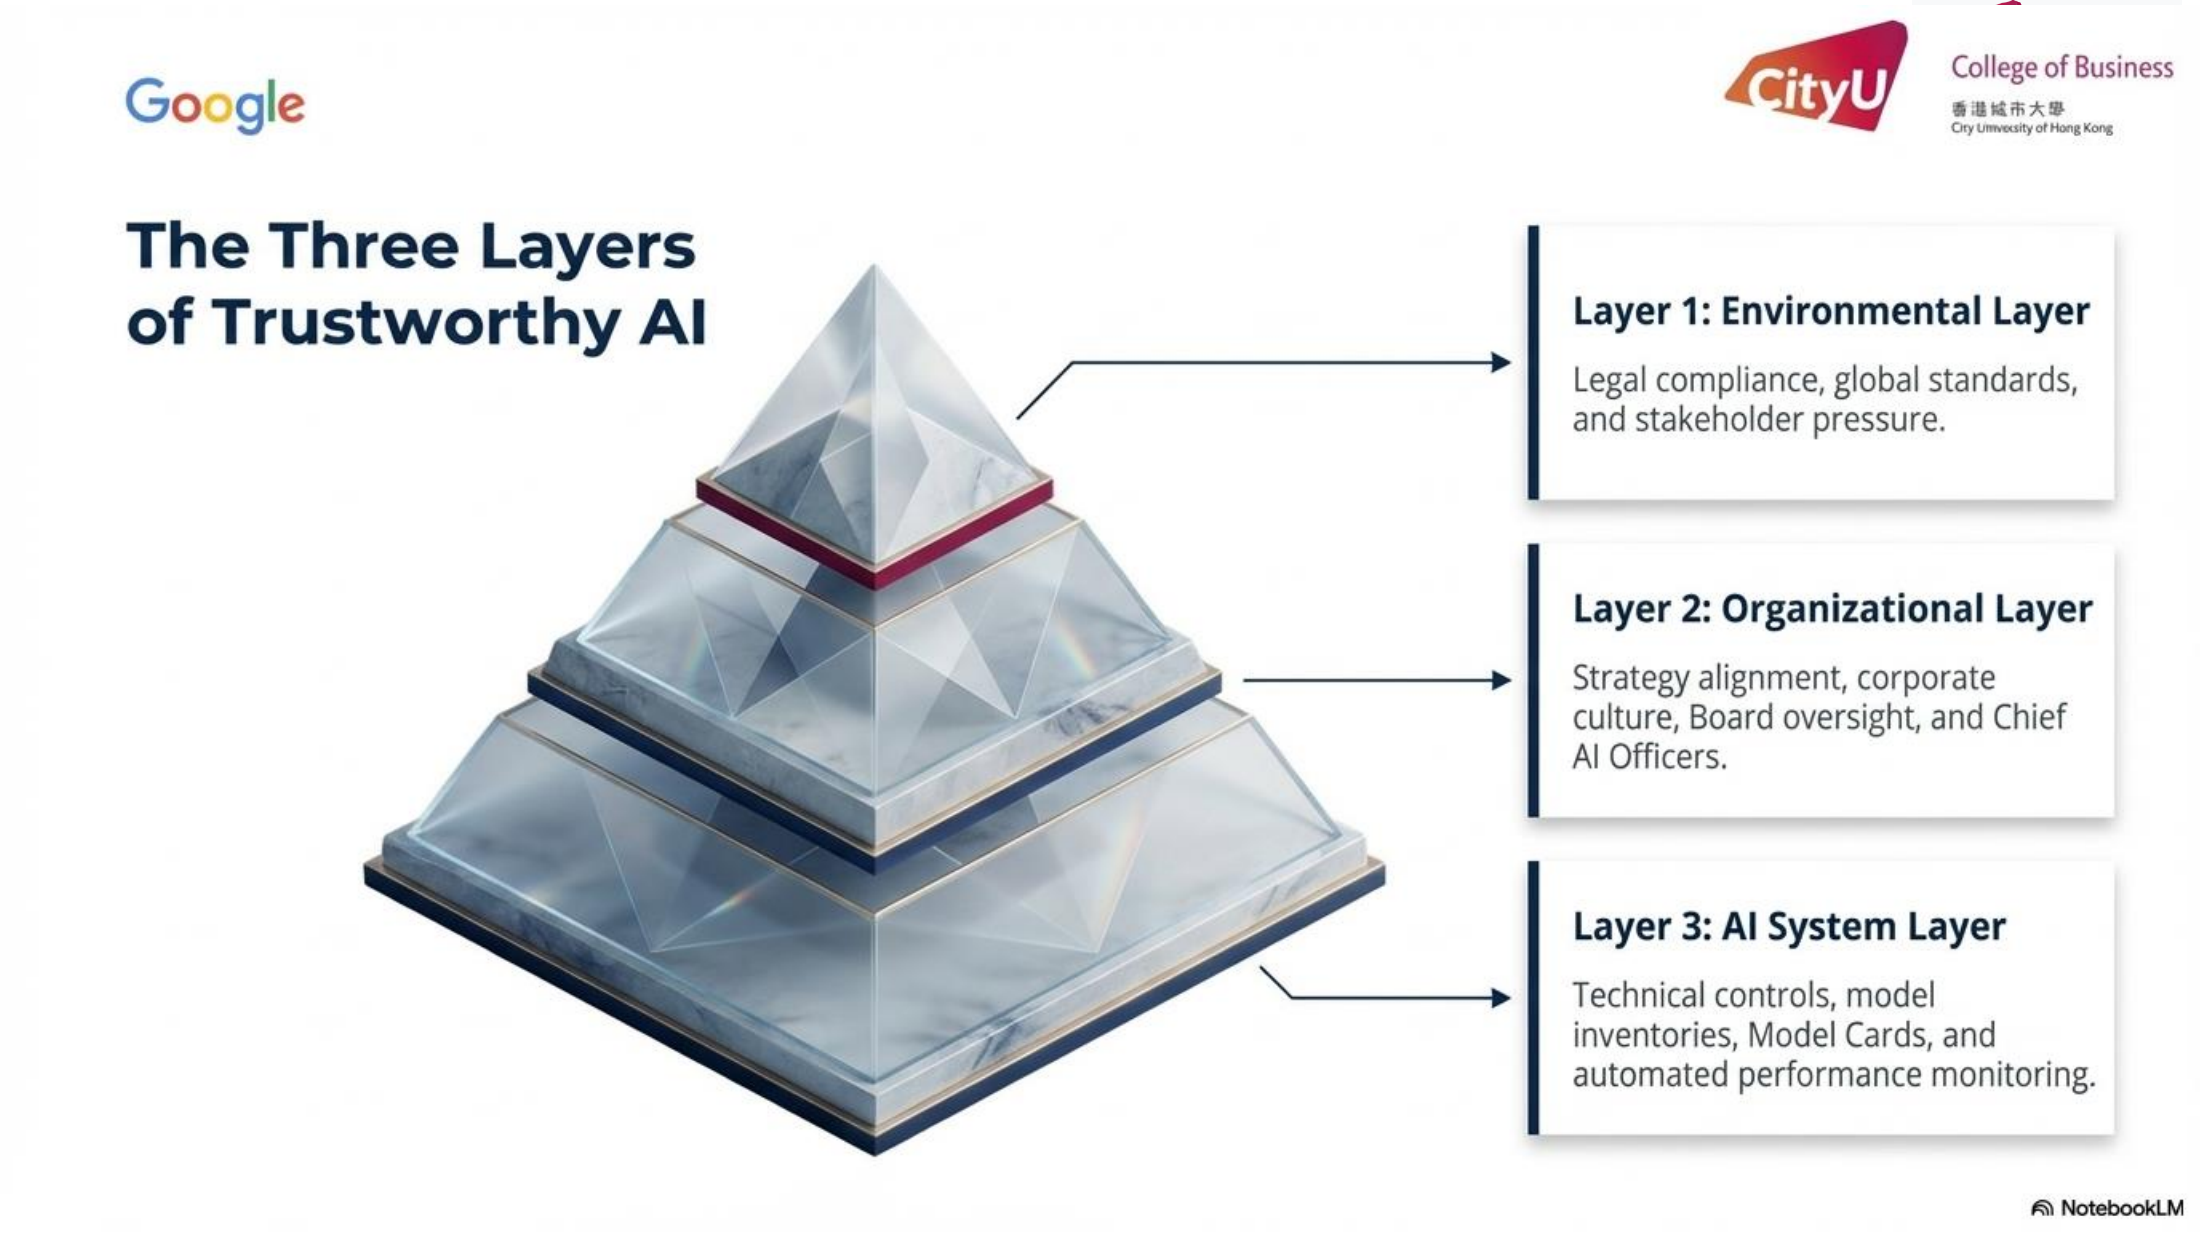 Google
CityU
College of Business
香港城市大學
City Umvexsity of Hang Kong
The Three Layers
of Trustworthy AI
Layer 1: Environmental Layer
Legal compliance, global standards,
and stakeholder pressure.
Layer 2: Organizational Layer
Strategy alignment, corporate
culture, Board oversight, and Chief
AI Officers.
Layer 3: AI System Layer
Technical controls, model
inventories, Model Cards, and
automated performance monitoring.
NotebookLM